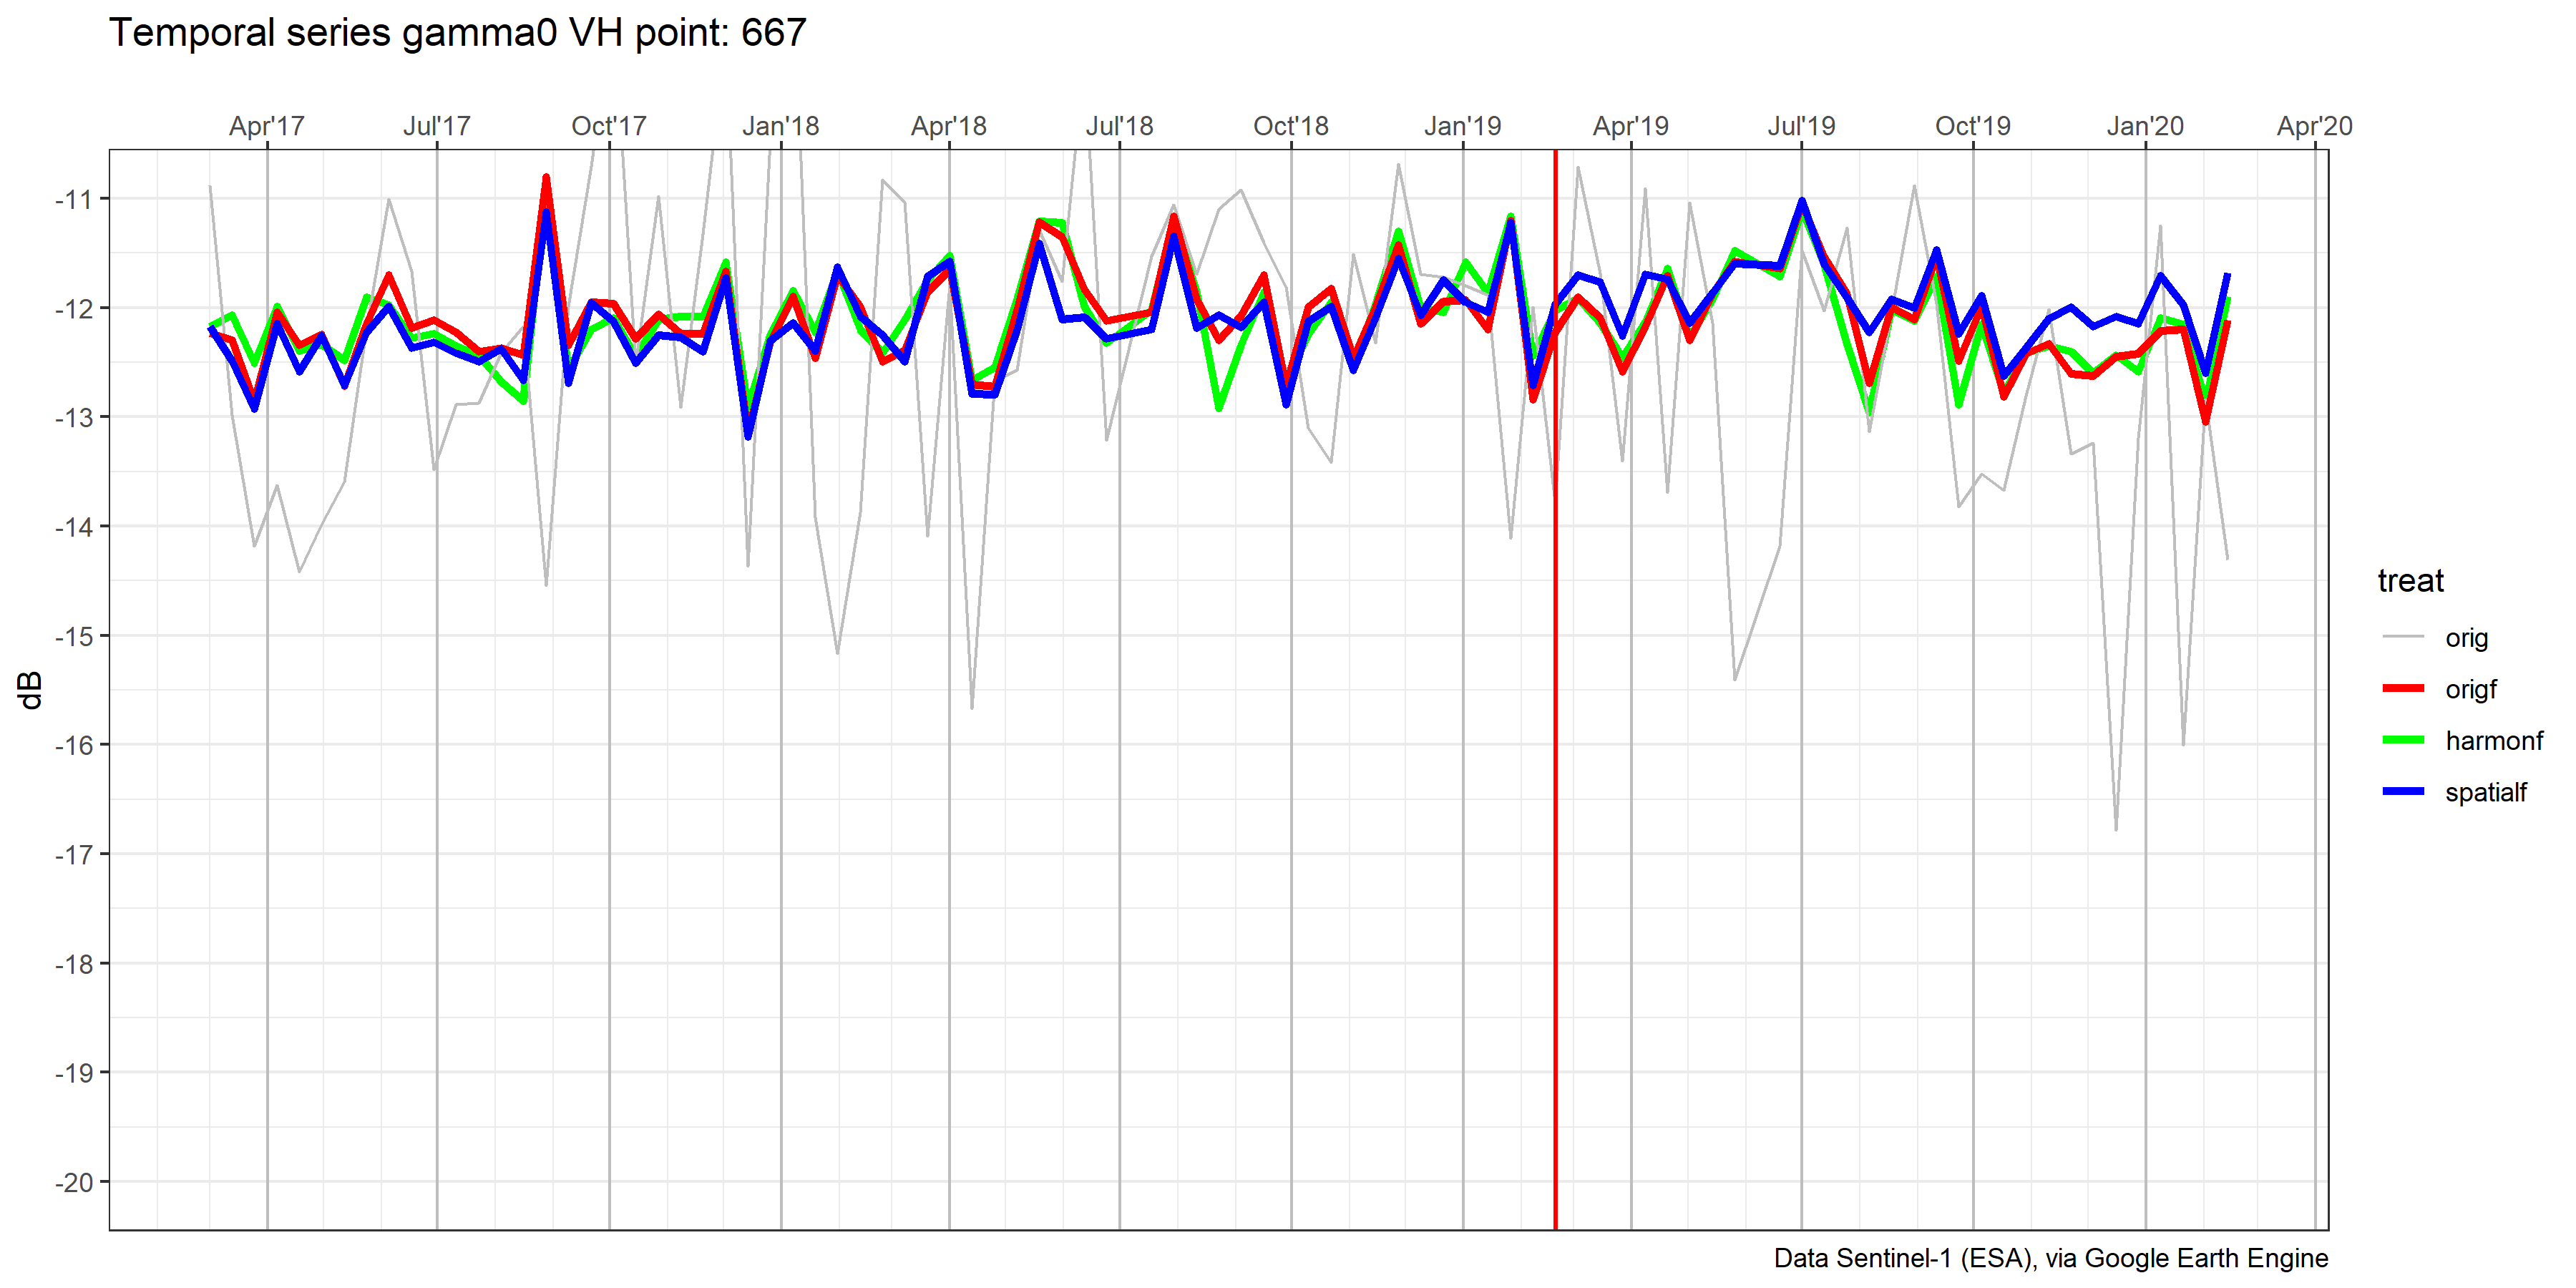 Temporal series gamma0 VH point: 667
Apr'17 Jul'17 Oct'17 Jan'18 Apr'18 Jul'18 Oct'18 Jan'19 Apr'19 Jul'19 Oct'19 Jan'20 Apr'20
-11
-12
-13
-14
-15
-16
-17
-18
-19
-20
dB
treat
orig
origf
harmonf
spatialf
Data Sentinel-1 (ESA), via Google Earth Engine